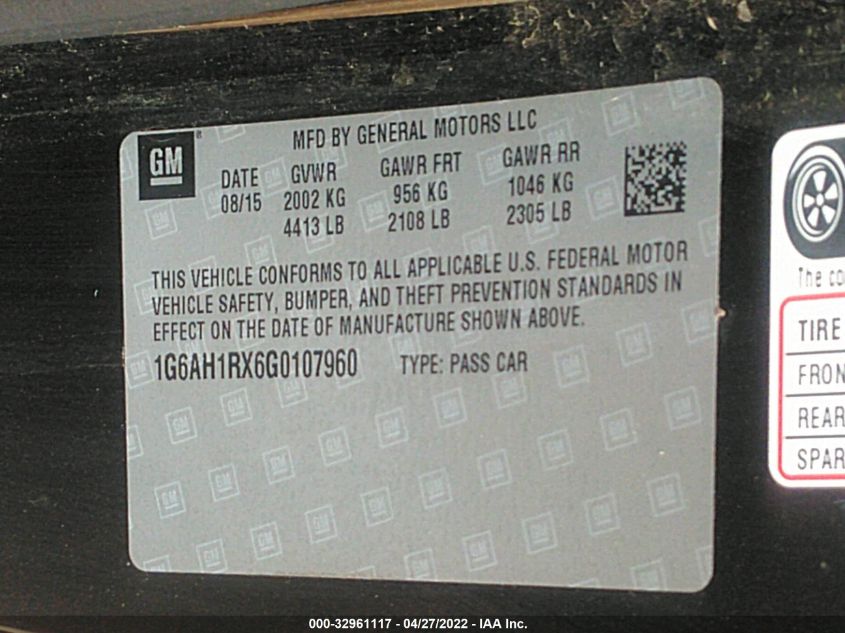 GM
MFD BY GENERAL MOTORS LLC
DATE GVWR GAWR FRT GAWR RR
08/15 2002 KG 956 KG 1046 KG
4413 LB 2108 LB 2305 LB
THIS VEHICLE CONFORMS TO ALL APPLICABLE U.S. FEDERAL MOTOR
VEHICLE SAFETY, BUMPER, AND THEFT PREVENTION STANDARDS IN
EFFECT ON THE DATE OF MANUFACTURE SHOWN ABOVE.
1G6AH1RX6G0107960 TYPE: PASS CAR
The co
TIRE
FRON
REAR
SPAR
000-32961117 - 04/27/2022 - IAA Inc.